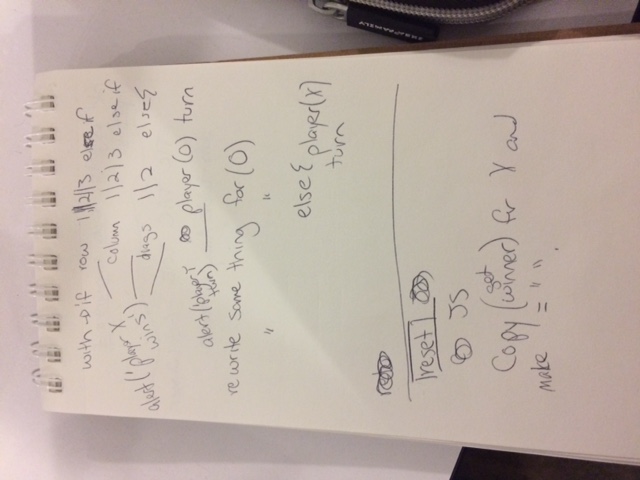 with → if row 1||2||3 else if
column 1|2|3 else if
alert('player X
wins')
diags 1|2 else{
player(O) turn
alert('player Y
turn)
rewrite same thing for (O)
" "
else{ player(X)
turn
reset
JS
Copy (get
winner) for X and
make = " ".